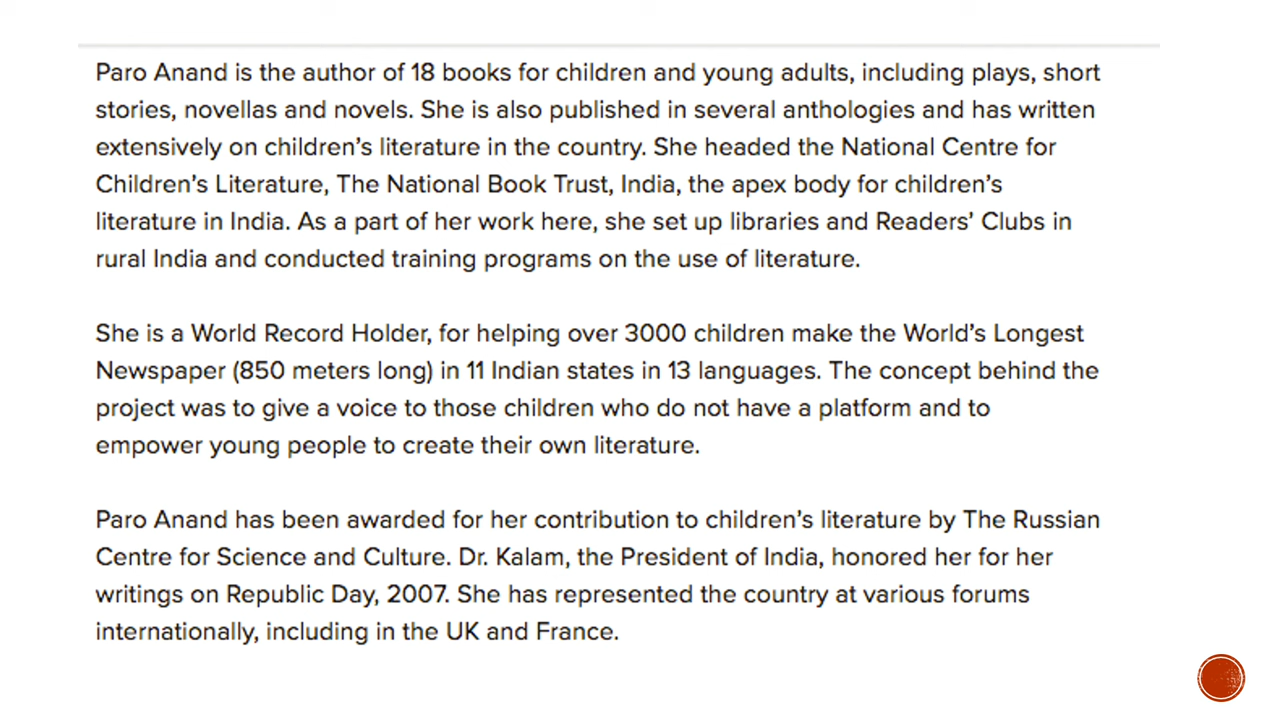 Paro Anand is the author of 18 books for children and young adults, including plays, short
stories, novellas and novels. She is also published in several anthologies and has written
extensively on children's literature in the country. She headed the National Centre for
Children's Literature, The National Book Trust, India, the apex body for children's
literature in India. As a part of her work here, she set up libraries and Readers' Clubs in
rural India and conducted training programs on the use of literature.
She is a World Record Holder, for helping over 3000 children make the World's Longest
Newspaper (850 meters long) in 11 Indian states in 13 languages. The concept behind the
project was to give a voice to those children who do not have a platform and to
empower young people to create their own literature.
Paro Anand has been awarded for her contribution to children's literature by The Russian
Centre for Science and Culture. Dr. Kalam, the President of India, honored her for her
writings on Republic Day, 2007. She has represented the country at various forums
internationally, including in the UK and France.